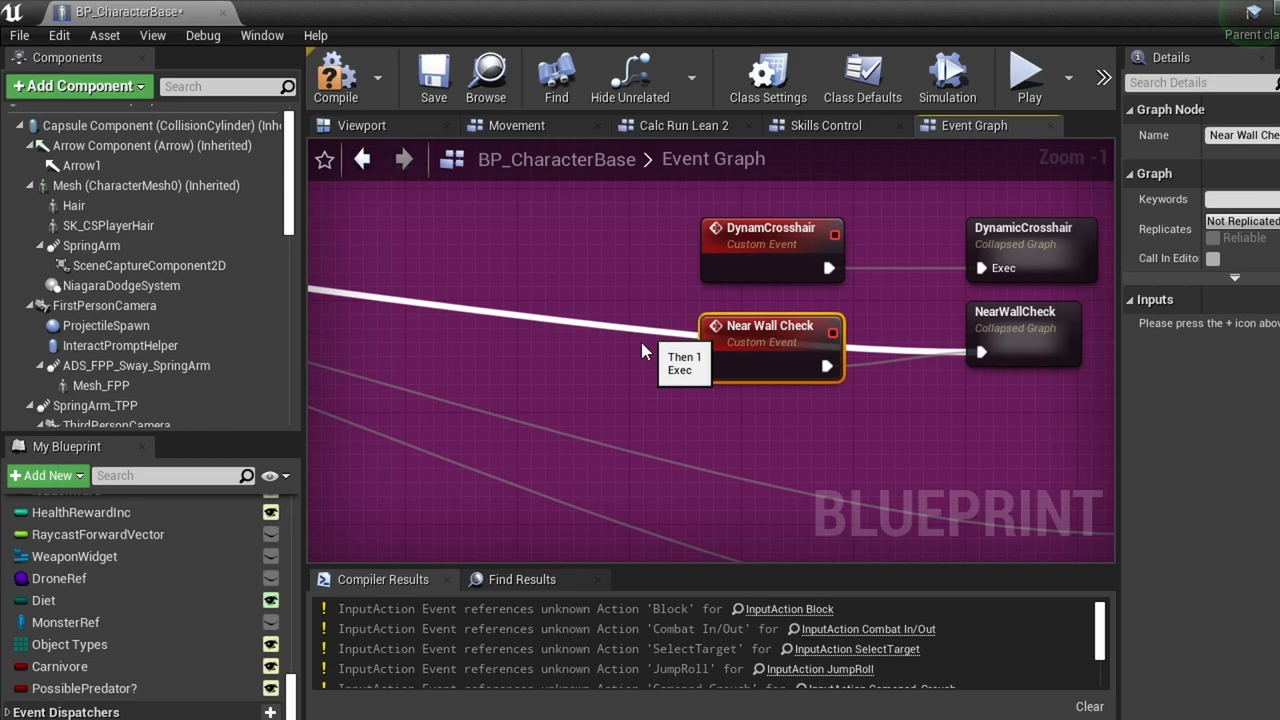 BP_CharacterBase*
File Edit Asset View Debug Window Help
Parent cla
Components
+Add Component
Search
Capsule Component (CollisionCylinder) (Inh
Arrow Component (Arrow) (Inherited)
Arrow1
Mesh (CharacterMesh0) (Inherited)
Hair
SK_CSPlayerHair
SpringArm
SceneCaptureComponent2D
NiagaraDodgeSystem
FirstPersonCamera
ProjectileSpawn
InteractPromptHelper
ADS_FPP_Sway_SpringArm
Mesh_FPP
SpringArm_TPP
ThirdPersonCamera
My Blueprint
+Add New
Search
HealthRewardInc
RaycastForwardVector
WeaponWidget
DroneRef
Diet
MonsterRef
Object Types
Carnivore
PossiblePredator?
Event Dispatchers
Compile Save Browse Find Hide Unrelated Class Settings Class Defaults Simulation Play
Viewport Movement Calc Run Lean 2 Skills Control Event Graph
BP_CharacterBase > Event Graph
Zoom -1
DynamCrosshair
Custom Event
DynamicCrosshair
Collapsed Graph
Exec
Near Wall Check
Custom Event
NearWallCheck
Collapsed Graph
Then 1
Exec
BLUEPRINT
Compiler Results Find Results
! InputAction Event references unknown Action 'Block' for InputAction Block
! InputAction Event references unknown Action 'Combat In/Out' for InputAction Combat In/Out
! InputAction Event references unknown Action 'SelectTarget' for InputAction SelectTarget
! InputAction Event references unknown Action 'JumpRoll' for InputAction JumpRoll
! InputAction Event references unknown Action
Clear
Details
Search Details
Graph Node
Name Near Wall Che
Graph
Keywords
Replicates Not Replicated
Reliable
Call In Edito
Inputs
Please press the + icon above